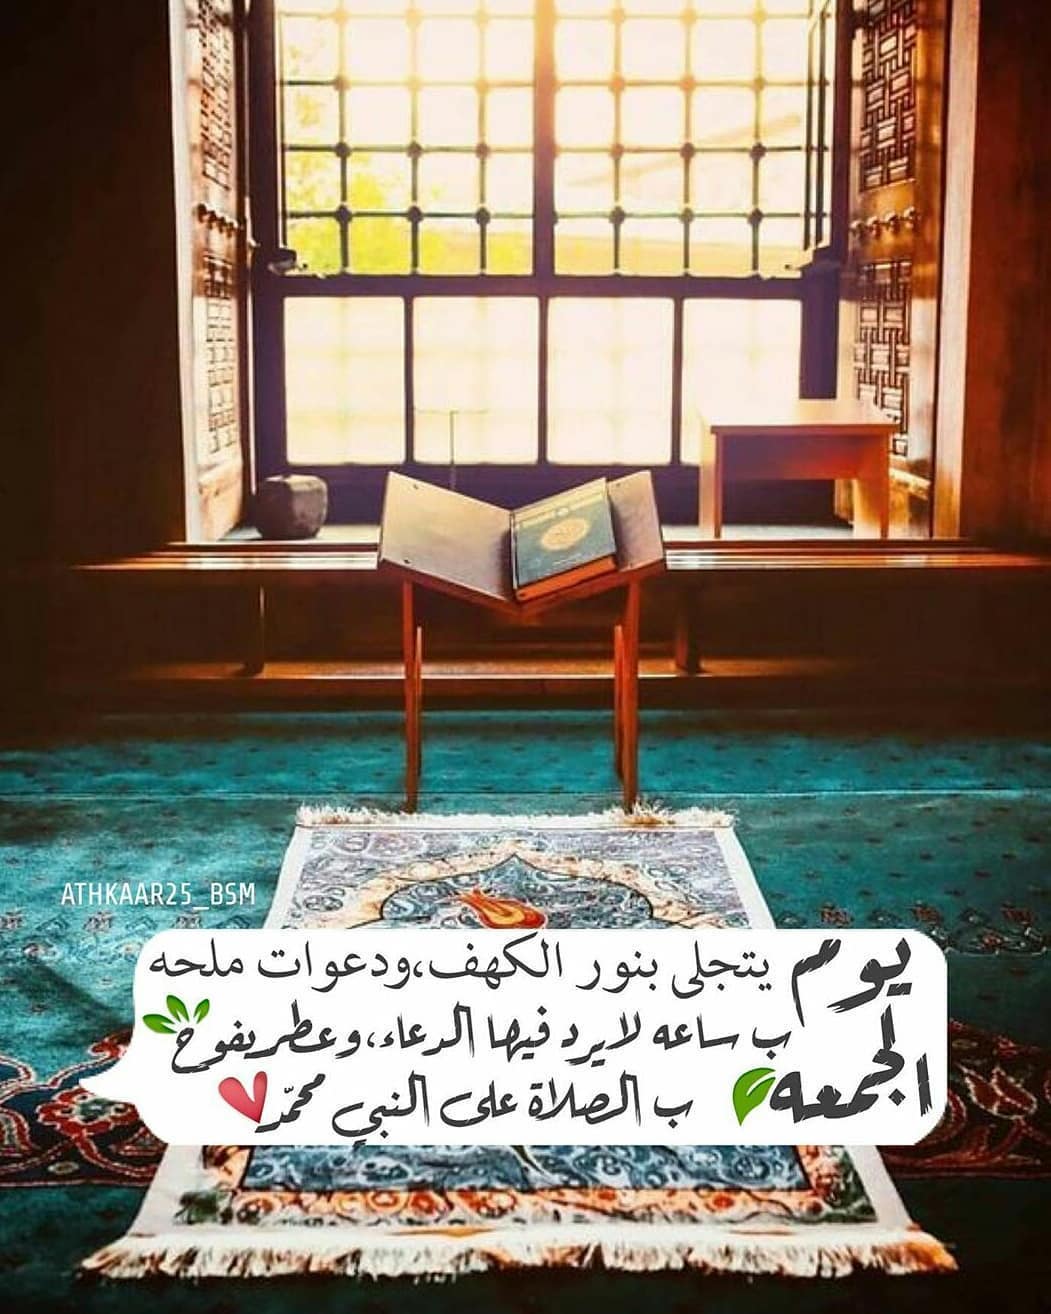 ATHKAAR25_BSM
يوم الجمعه
يتجلى بنور الكهف،ودعوات ملحه
ب ساعه لايرد فيها الدعاء،وعطر يفوح
ب الصلاة على النبي محمّد